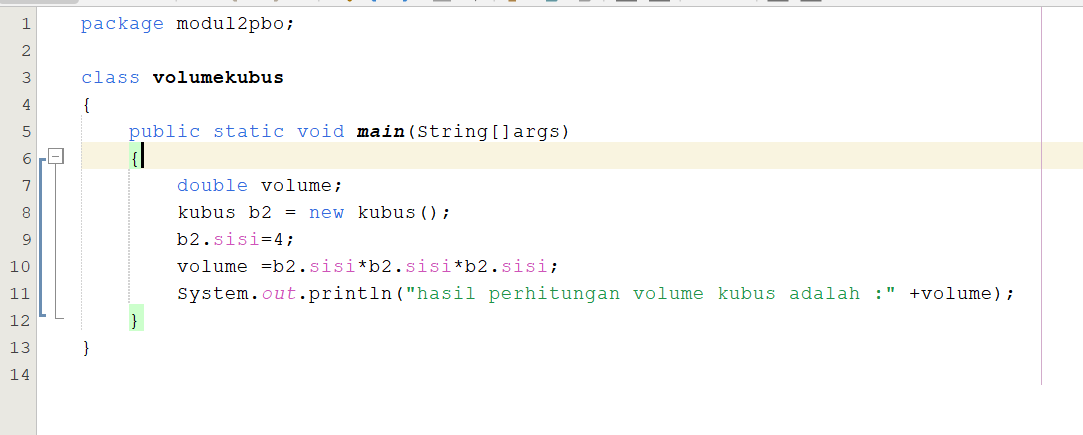 1 package modul2pbo;
2
3 class volumekubus
4 {
5 public static void main(String[]args)
6 {
7 double volume;
8 kubus b2 = new kubus();
9 b2.sisi=4;
10 volume =b2.sisi*b2.sisi*b2.sisi;
11 System.out.println("hasil perhitungan volume kubus adalah :" +volume);
12 }
13 }
14